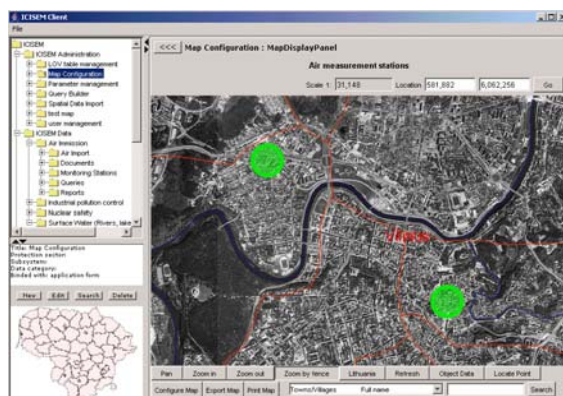 ICISEM Client
File
ICISEM
ICISEM Administration
LOV table management
Map Configuration
Parameter management
Query Builder
Spatial Data Import
test map
user management
ICISEM Data
Air Immission
Air Import
Documents
Monitoring Stations
Queries
Reports
Industrial pollution control
Nuclear safety
Surface Water (Rivers, lake
Title: Map Configuration
Protection section:
Subsystem:
Data category:
Binded with: application form
New Edit Search Delete
<<< Map Configuration : MapDisplayPanel
Air measurement stations
Scale 1: 31,148 Location 581,882 6,062,256 Go
Vilnius
Pan Zoom in Zoom out Zoom by fence Lithuania Refresh Object Data Locate Point
Configure Map Export Map Print Map Towns/Villages Full name Search